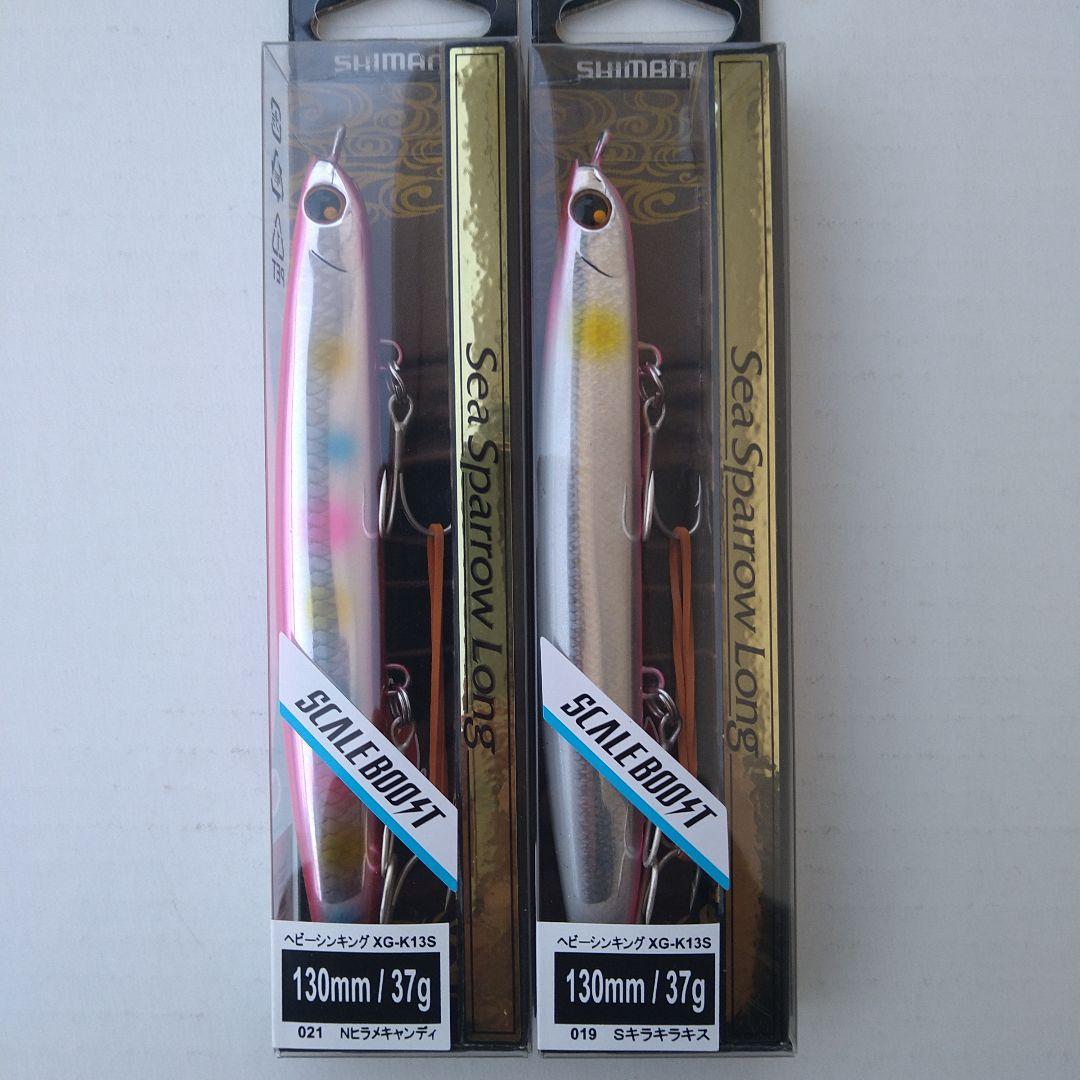 SHIMAN
Sea Sparrow Long
SCALE BOOST
ヘビーシンキング XG-K13S
130mm / 37g
021 Nヒラメキャンディ
SHIMANO
Sea Sparrow Long
SCALE BOOST
ヘビーシンキング XG-K13S
130mm / 37g
019 Sキラキラキス